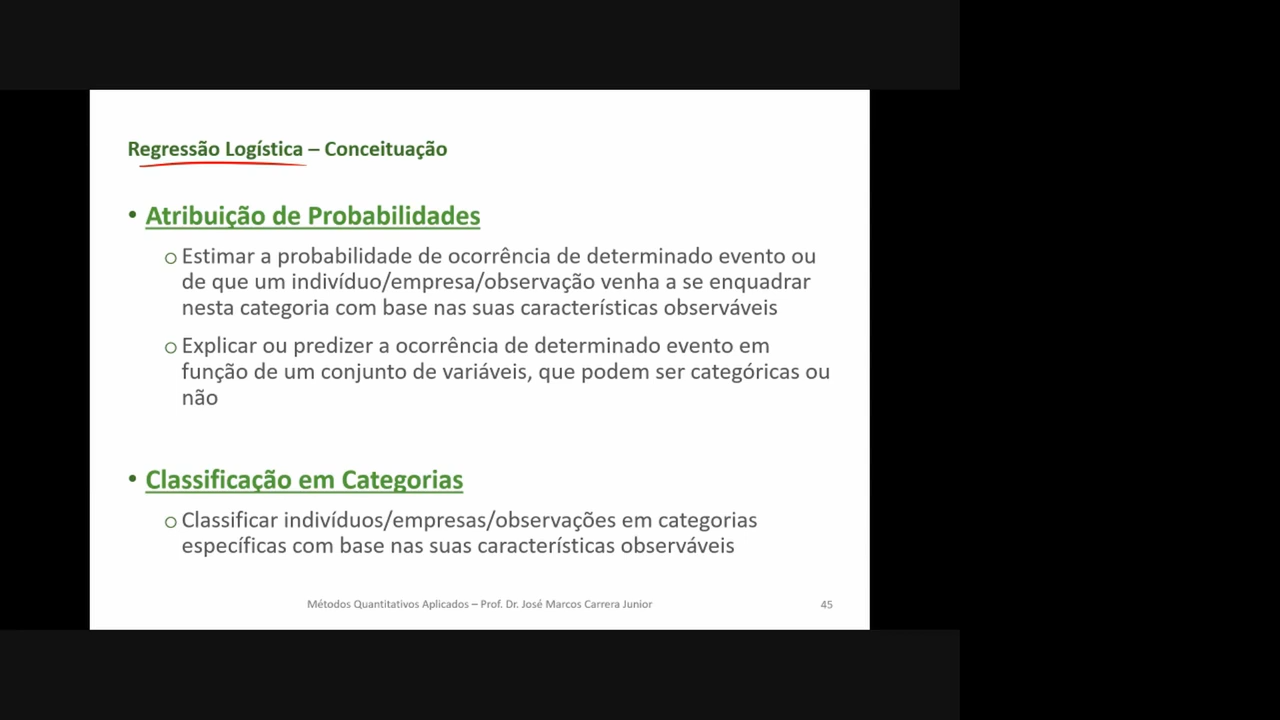 Regressão Logística – Conceituação
• Atribuição de Probabilidades
o Estimar a probabilidade de ocorrência de determinado evento ou
de que um indivíduo/empresa/observação venha a se enquadrar
nesta categoria com base nas suas características observáveis
o Explicar ou predizer a ocorrência de determinado evento em
função de um conjunto de variáveis, que podem ser categóricas ou
não
• Classificação em Categorias
o Classificar indivíduos/empresas/observações em categorias
específicas com base nas suas características observáveis
Métodos Quantitativos Aplicados – Prof. Dr. José Marcos Carrera Junior 45